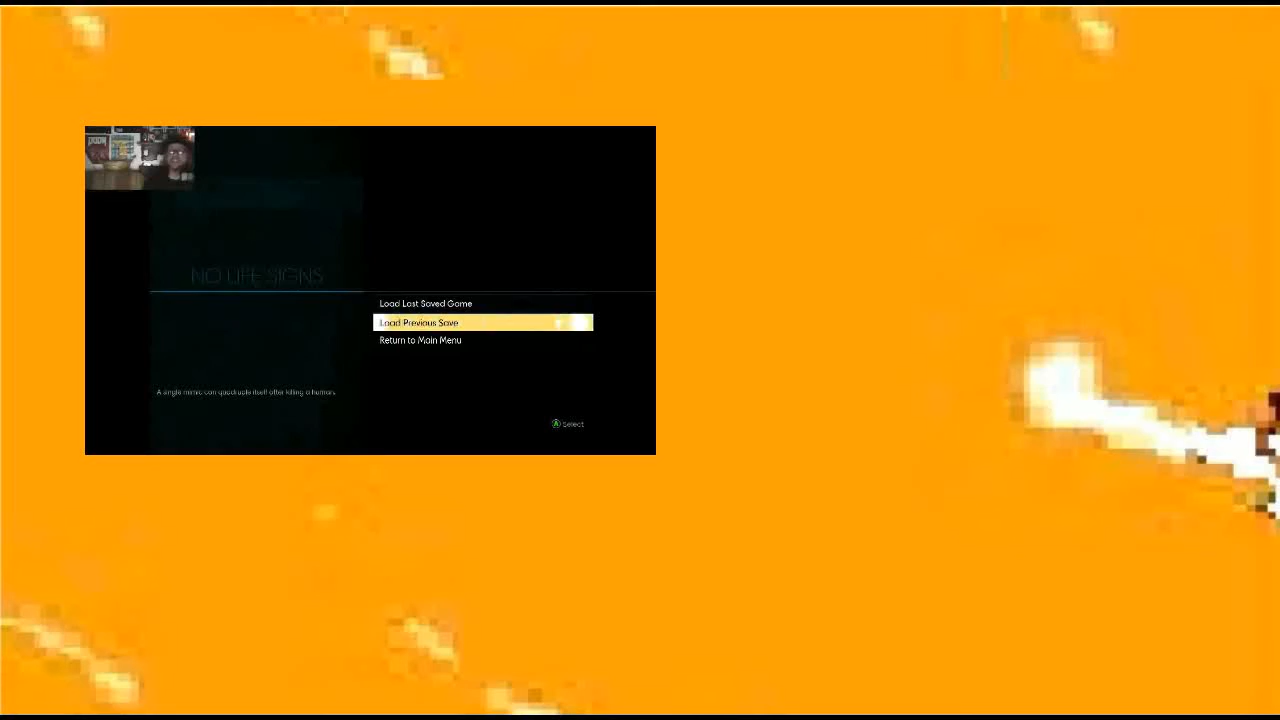 DOOM
NO LIFE SIGNS
Load Last Saved Game
Load Previous Save
Return to Main Menu
A single mimic can quadruple itself after killing a human.
A Select